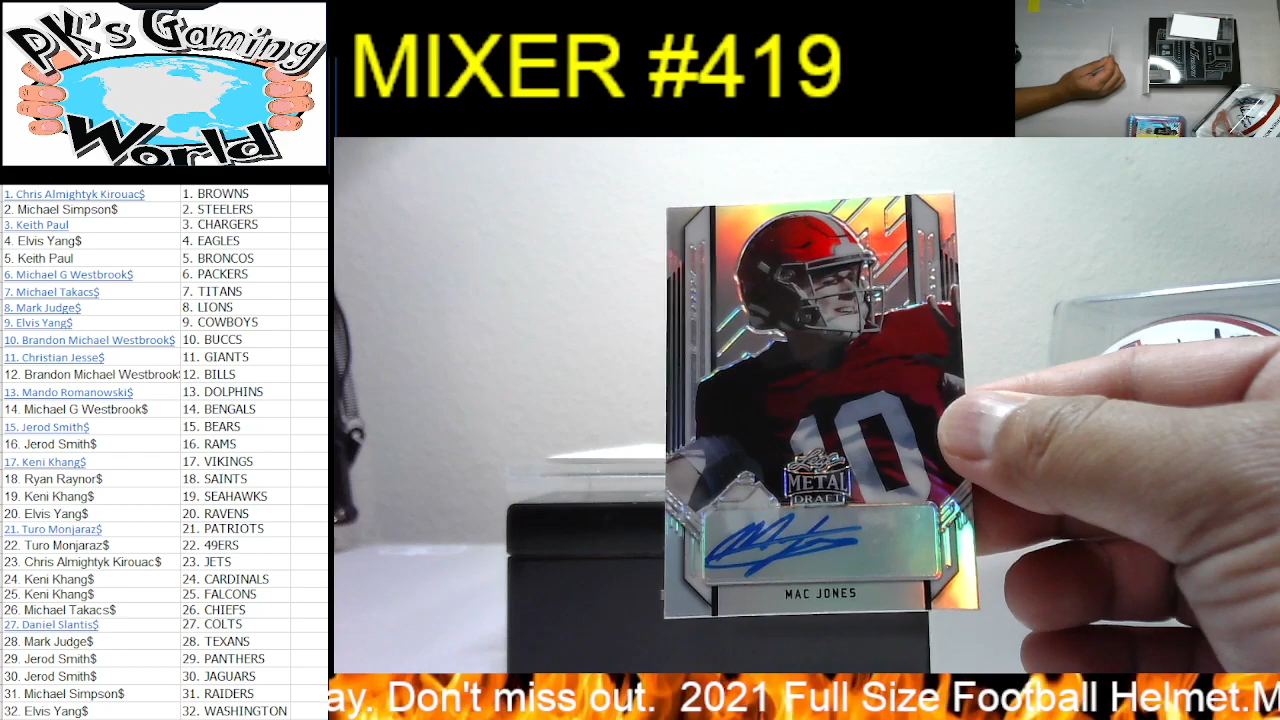 PK's Gaming
World
MIXER #419
1. Chris Almightyk Kirouac$ 1. BROWNS
2. Michael Simpson$ 2. STEELERS
3. Keith Paul 3. CHARGERS
4. Elvis Yang$ 4. EAGLES
5. Keith Paul 5. BRONCOS
6. Michael G Westbrook$ 6. PACKERS
7. Michael Takacs$ 7. TITANS
8. Mark Judge$ 8. LIONS
9. Elvis Yang$ 9. COWBOYS
10. Brandon Michael Westbrook$ 10. BUCCS
11. Christian Jesse$ 11. GIANTS
12. Brandon Michael Westbrook$ 12. BILLS
13. Mando Romanowski$ 13. DOLPHINS
14. Michael G Westbrook$ 14. BENGALS
15. Jerod Smith$ 15. BEARS
16. Jerod Smith$ 16. RAMS
17. Keni Khang$ 17. VIKINGS
18. Ryan Raynor$ 18. SAINTS
19. Keni Khang$ 19. SEAHAWKS
20. Elvis Yang$ 20. RAVENS
21. Turo Monjaraz$ 21. PATRIOTS
22. Turo Monjaraz$ 22. 49ERS
23. Chris Almightyk Kirouac$ 23. JETS
24. Keni Khang$ 24. CARDINALS
25. Keni Khang$ 25. FALCONS
26. Michael Takacs$ 26. CHIEFS
27. Daniel Slantis$ 27. COLTS
28. Mark Judge$ 28. TEXANS
29. Jerod Smith$ 29. PANTHERS
30. Jerod Smith$ 30. JAGUARS
31. Michael Simpson$ 31. RAIDERS
32. Elvis Yang$ 32. WASHINGTON
10
Leaf
METAL
DRAFT
MAC JONES
ay. Don't miss out. 2021 Full Size Football Helmet.M